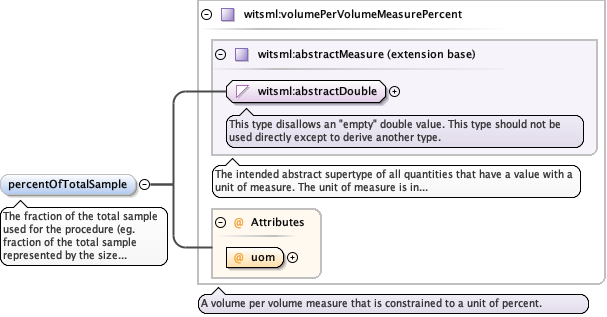 witsml:volumePerVolumeMeasurePercent
witsml:abstractMeasure (extension base)
witsml:abstractDouble
This type disallows an "empty" double value. This type should not be
used directly except to derive another type.
The intended abstract supertype of all quantities that have a value with a
unit of measure. The unit of measure is in...
percentOfTotalSample
The fraction of the total sample
used for the procedure (eg.
fraction of the total sample
represented by the size...
@ Attributes
@ uom
A volume per volume measure that is constrained to a unit of percent.